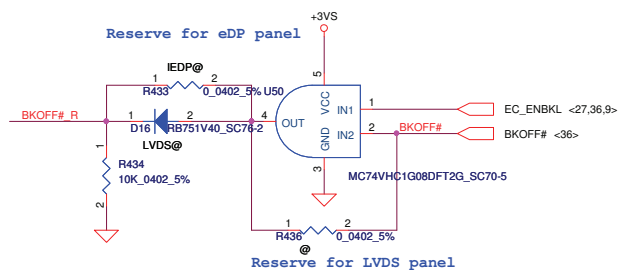 +3VS
Reserve for eDP panel
IEDP@
1 2
R433 0_0402_5% U50
5
VCC
IN1 1 EC_ENBKL <27,36,9>
BKOFF#_R 1 2 4 OUT
D16 RB751V40_SC76-2
IN2 2 BKOFF# BKOFF# <36>
LVDS@
GND
3
1
R434
10K_0402_5%
2
MC74VHC1G08DFT2G_SC70-5
1 2
R436 0_0402_5%
@
Reserve for LVDS panel